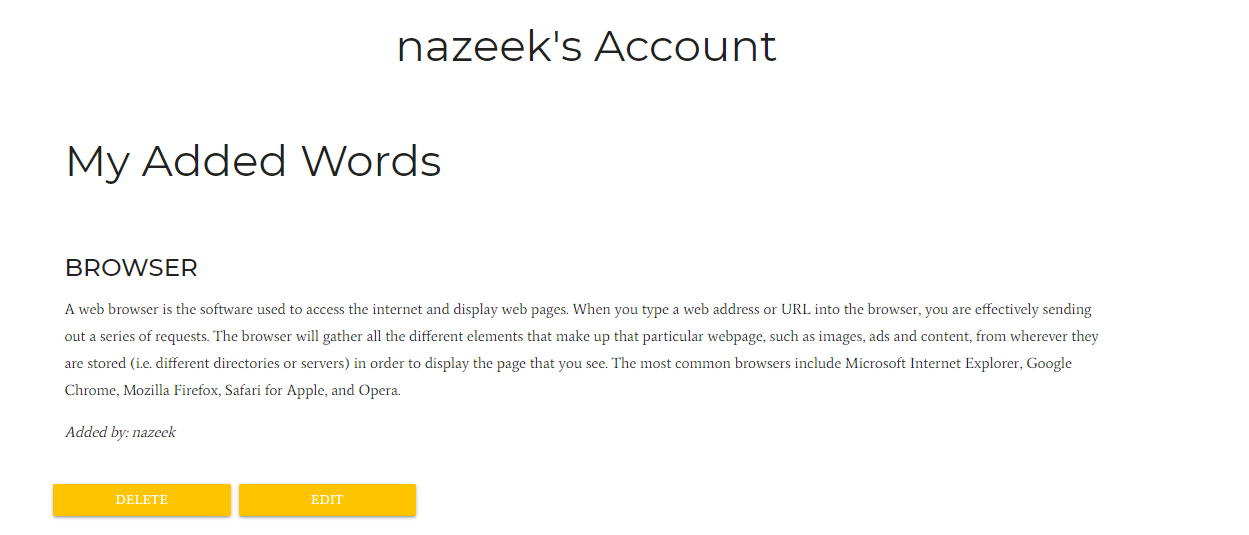 nazeek's Account
My Added Words
BROWSER
A web browser is the software used to access the internet and display web pages. When you type a web address or URL into the browser, you are effectively sending
out a series of requests. The browser will gather all the different elements that make up that particular webpage, such as images, ads and content, from wherever they
are stored (i.e. different directories or servers) in order to display the page that you see. The most common browsers include Microsoft Internet Explorer, Google
Chrome, Mozilla Firefox, Safari for Apple, and Opera.
Added by: nazeek
DELETE EDIT